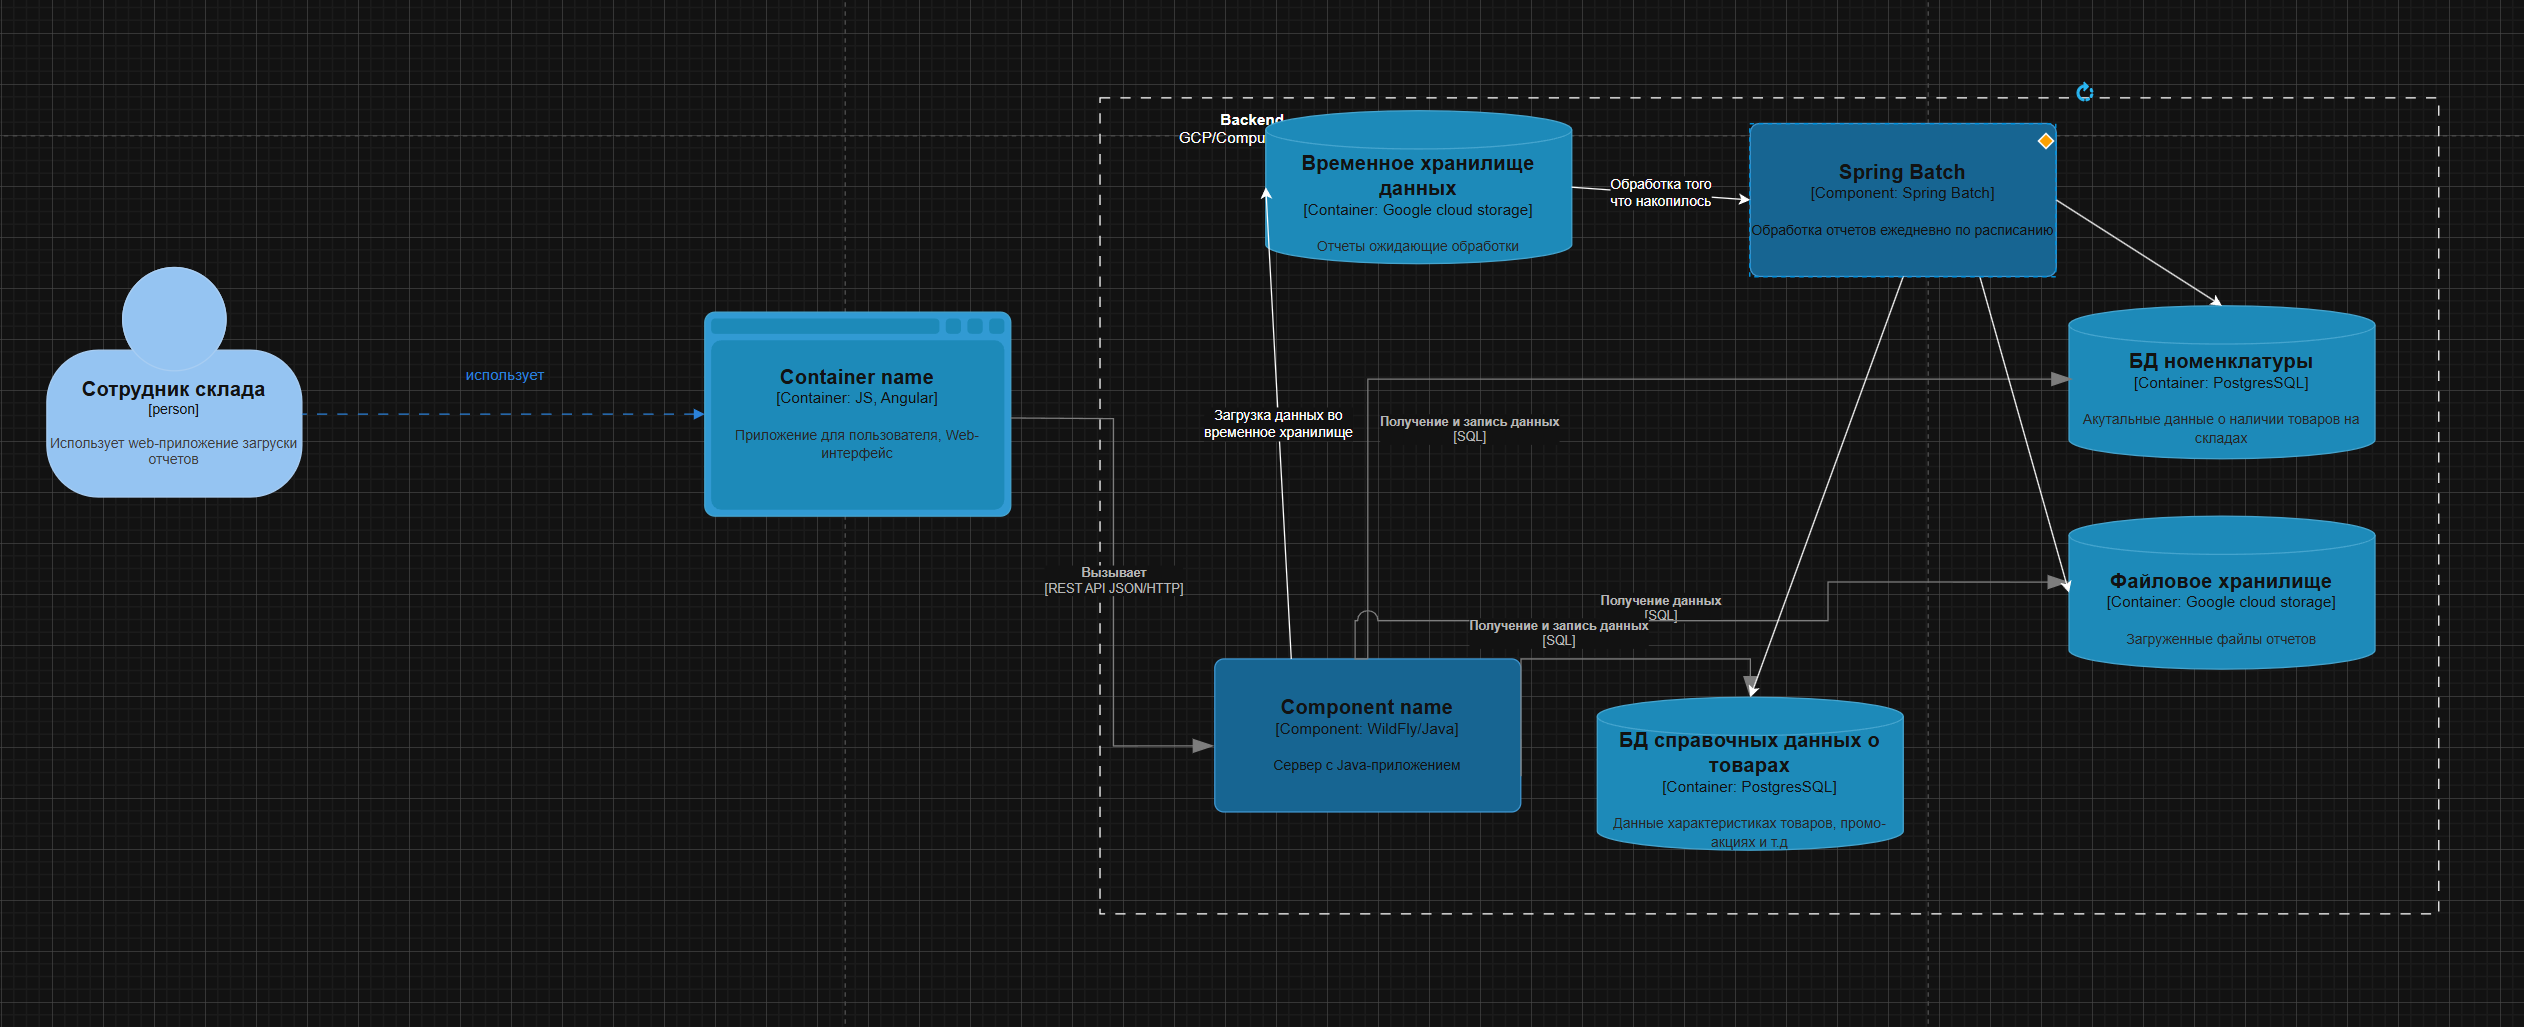 Сотрудник склада
[person]
Использует web-приложение загруски
отчетов
использует
Container name
[Container: JS, Angular]
Приложение для пользователя, Web-
интерфейс
Вызывает
[REST API JSON/HTTP]
Backend
GCP/Compu
Временное хранилище
данных
[Container: Google cloud storage]
Отчеты ожидающие обработки
Обработка того
что накопилось
Spring Batch
[Component: Spring Batch]
Обработка отчетов ежедневно по расписанию
Загрузка данных во
временное хранилище
Получение и запись данных
[SQL]
БД номенклатуры
[Container: PostgresSQL]
Акутальные данные о наличии товаров на
складах
Файловое хранилище
[Container: Google cloud storage]
Загруженные файлы отчетов
Получение данных
[SQL]
Получение и запись данных
[SQL]
Component name
[Component: WildFly/Java]
Сервер с Java-приложением
БД справочных данных о
товарах
[Container: PostgresSQL]
Данные характеристиках товаров, промо-
акциях и т.д